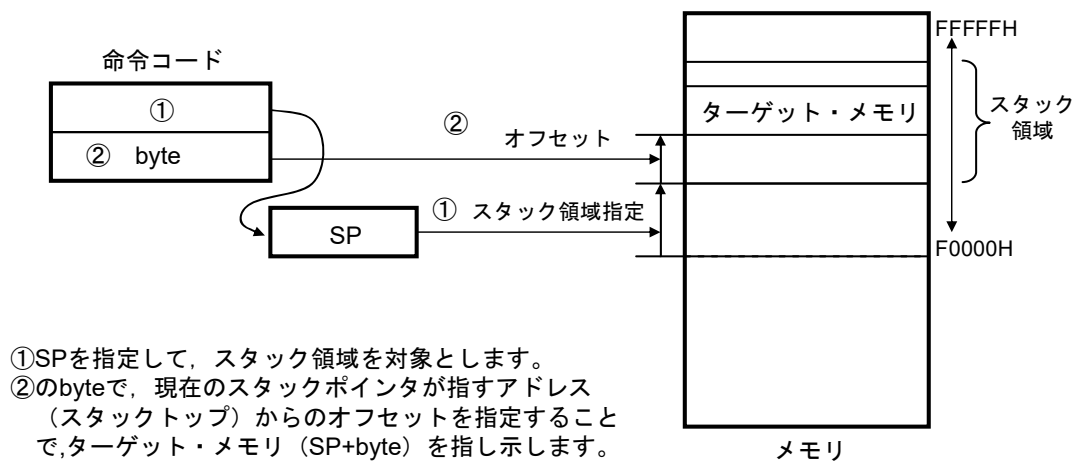 FFFFFH
命令コード
①
② byte
②
オフセット
ターゲット・メモリ
スタック
領域
① スタック領域指定
SP
F0000H
①SPを指定して，スタック領域を対象とします。
②のbyteで，現在のスタックポインタが指すアドレス
（スタックトップ）からのオフセットを指定すること
で,ターゲット・メモリ（SP+byte）を指し示します。
メモリ